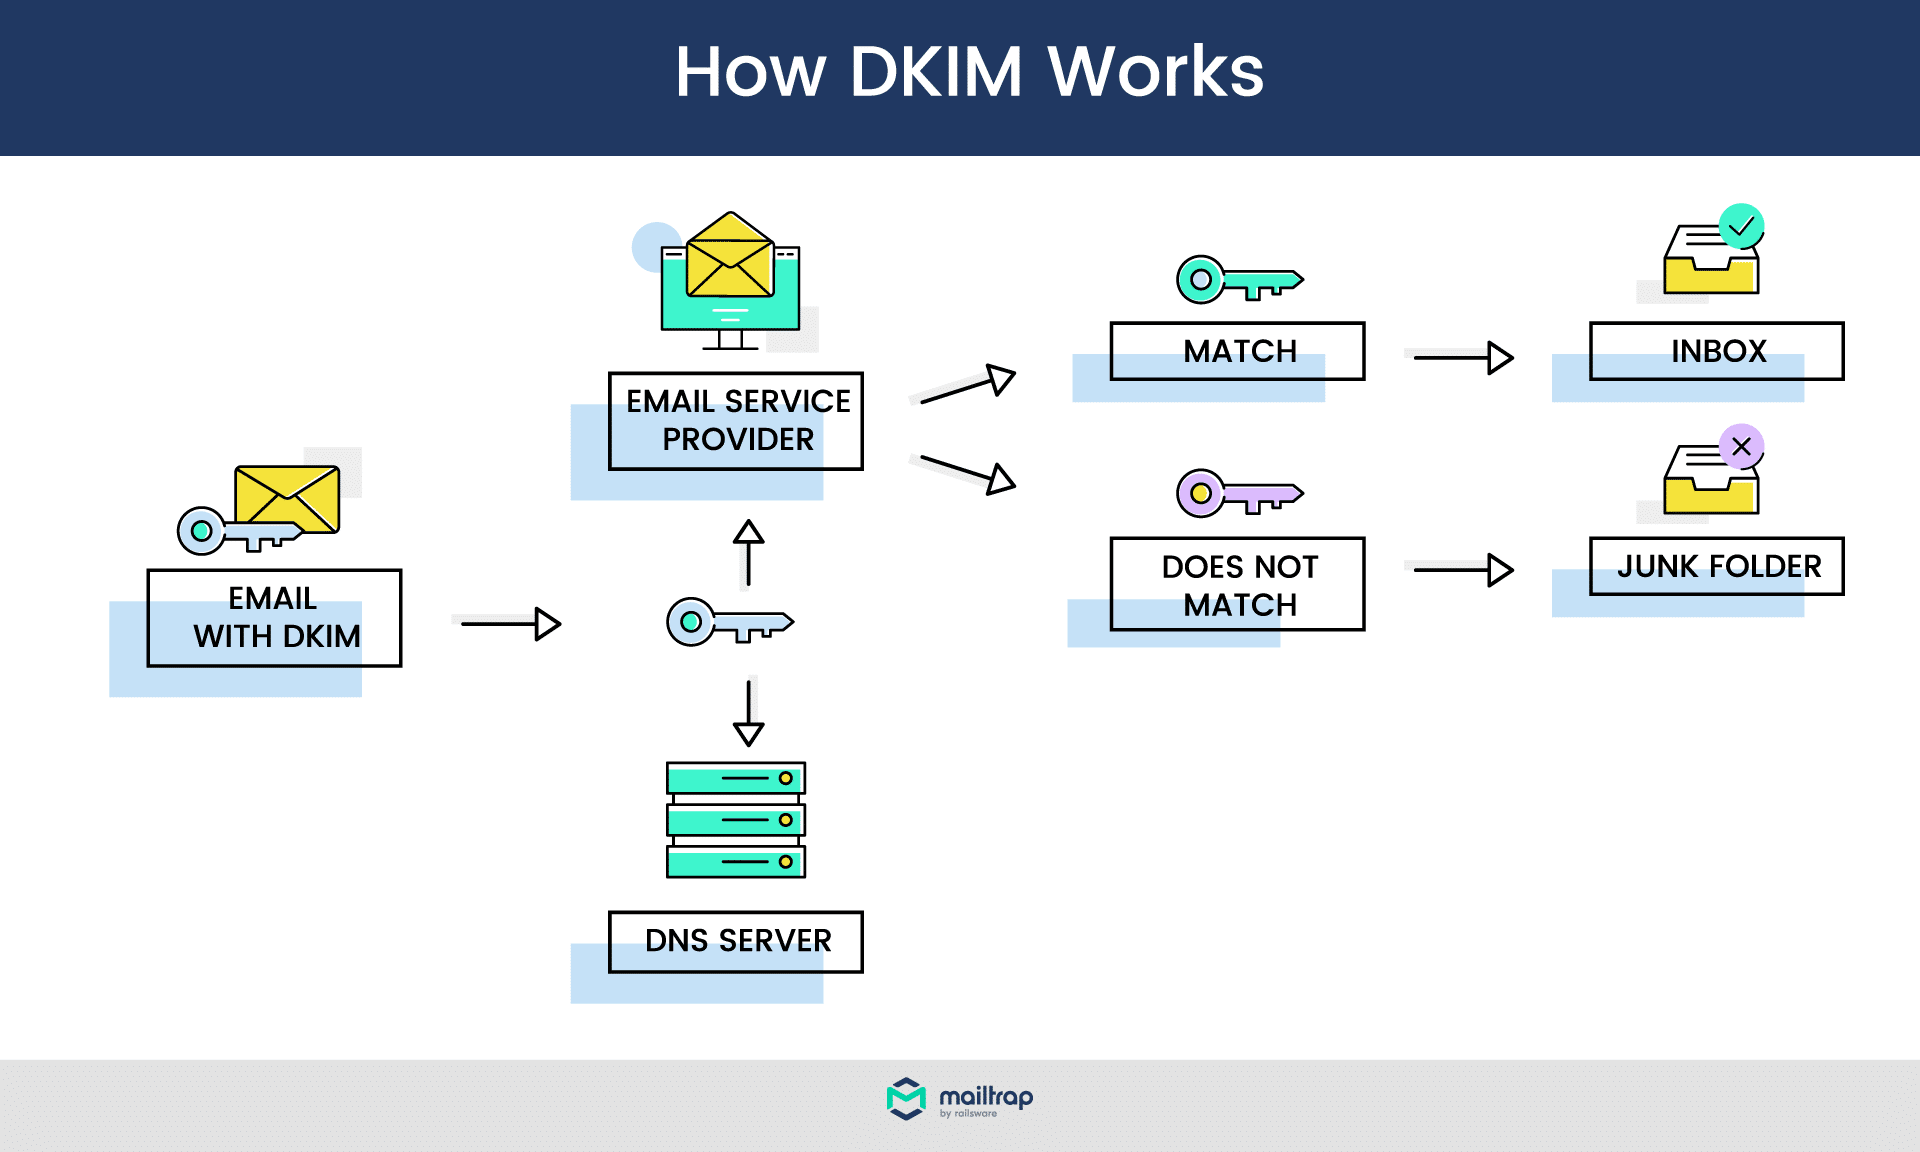 How DKIM Works
EMAIL
WITH DKIM
EMAIL SERVICE
PROVIDER
DNS SERVER
MATCH
INBOX
DOES NOT
MATCH
JUNK FOLDER
mailtrap
by railsware